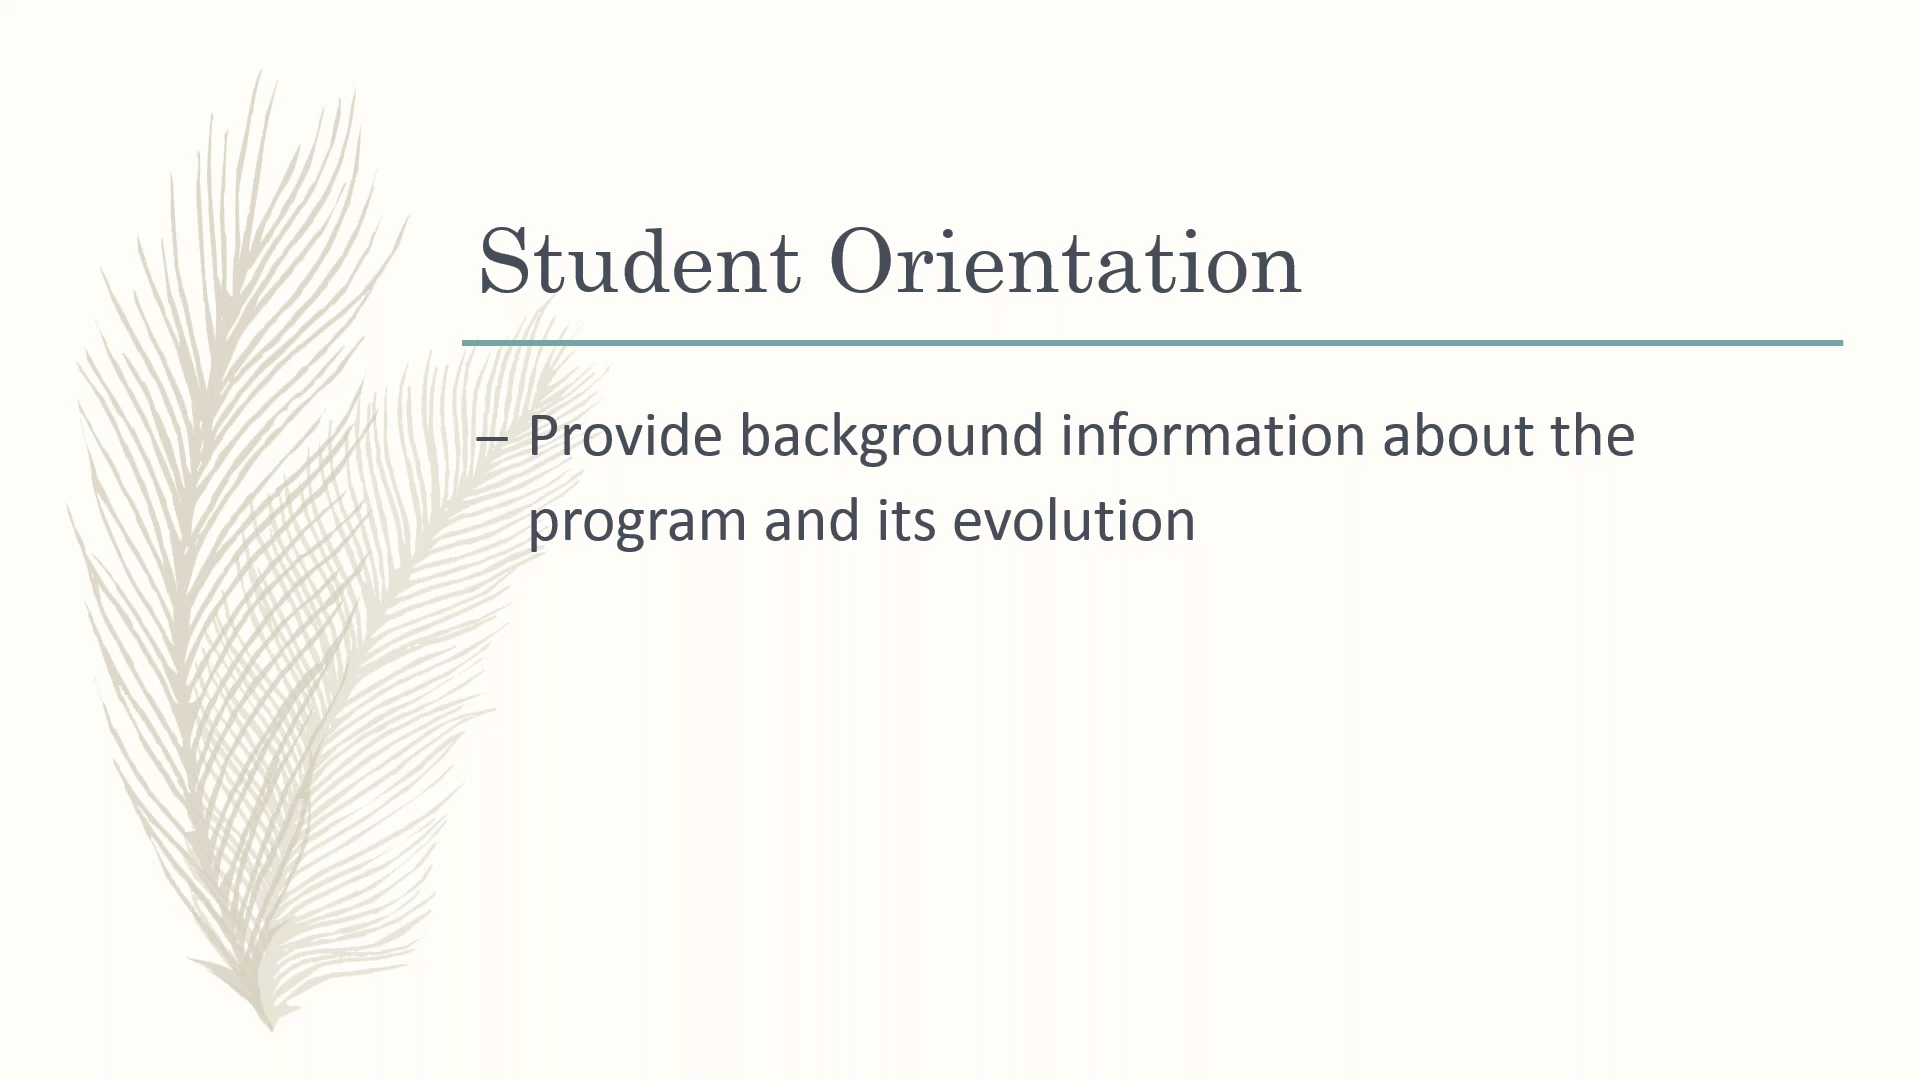 Student Orientation
– Provide background information about the
program and its evolution